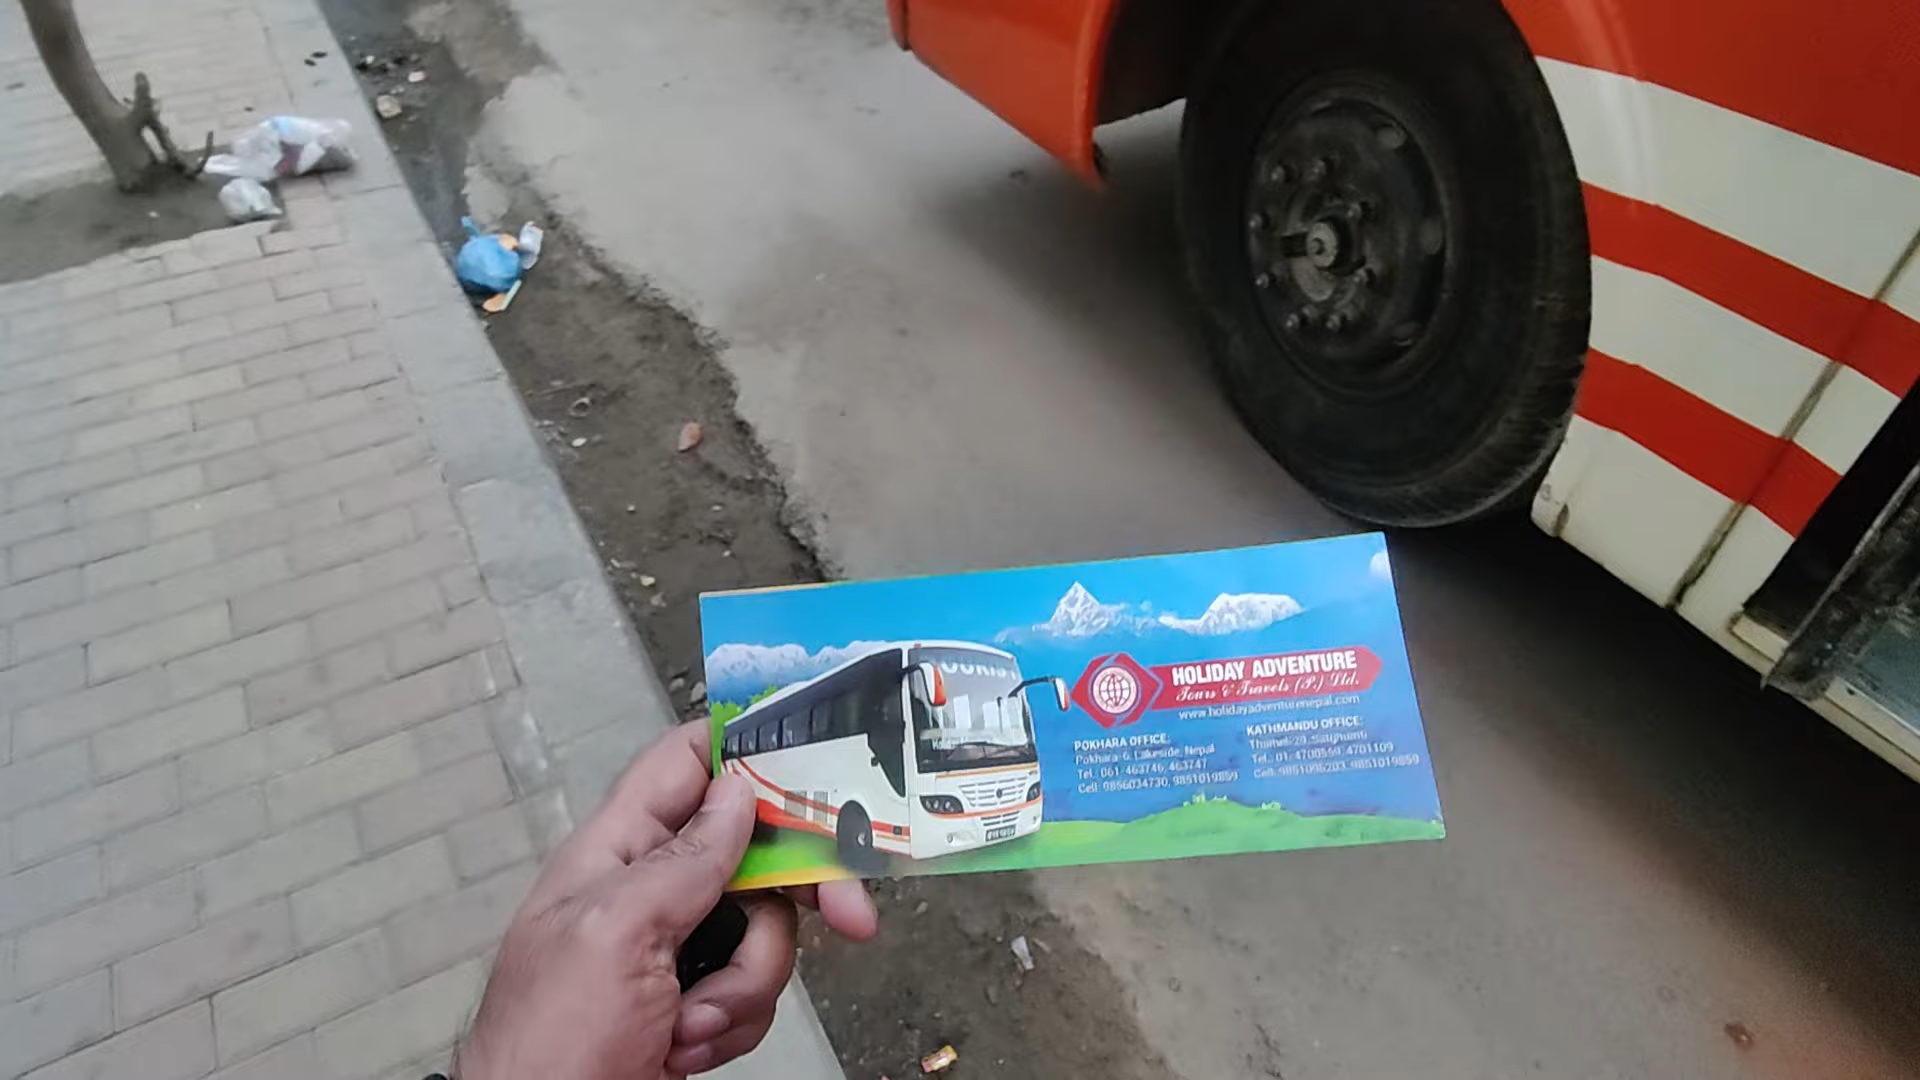 TOURIST
HOLIDAY ADVENTURE
Tours & Travels (P.) Ltd.
www.holidayadventurenepal.com
POKHARA OFFICE:
Pokhara-6, Lakeside, Nepal
Tel. 061-463746, 463747
Cell: 9856034730, 9851019859
KATHMANDU OFFICE:
Thamel-29, Satghumti
Tel.: 01-4700559, 4701109
Cell: 9851019859